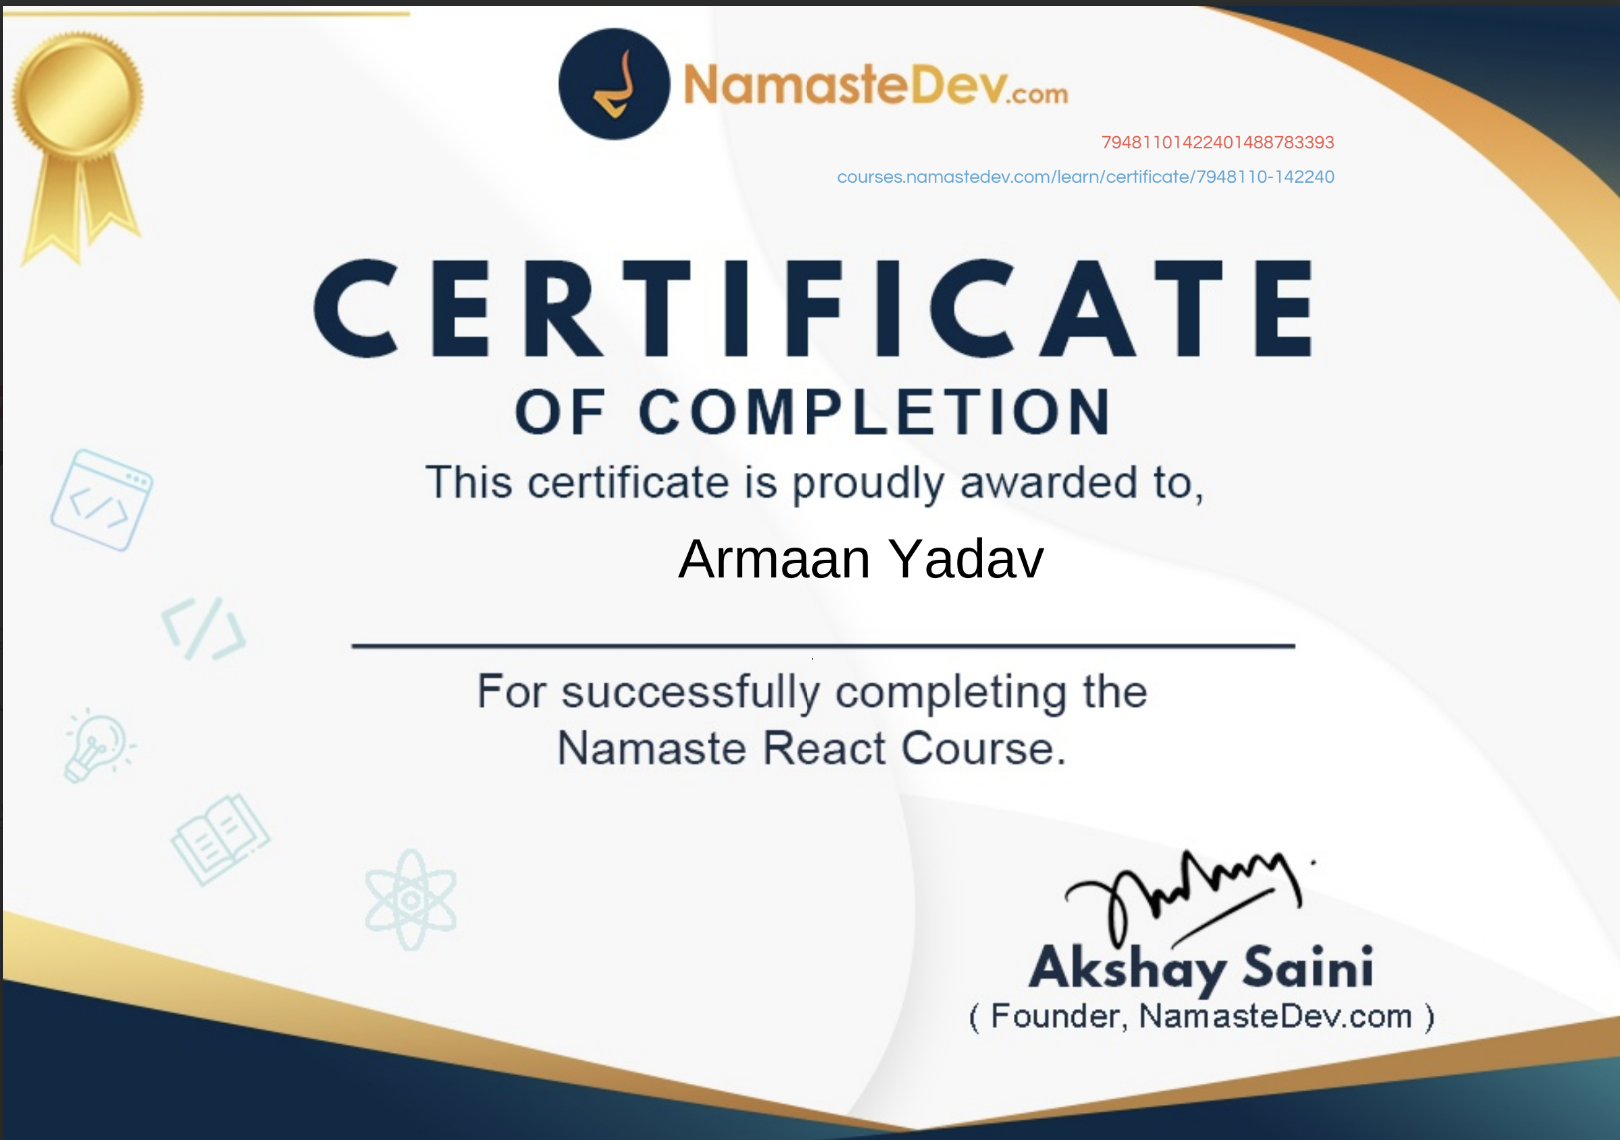 NamasteDev.com
79481101422401488783393
courses.namastedev.com/learn/certificate/7948110-142240
CERTIFICATE
OF COMPLETION
This certificate is proudly awarded to,
Armaan Yadav
For successfully completing the
Namaste React Course.
Akshay Saini
( Founder, NamasteDev.com )